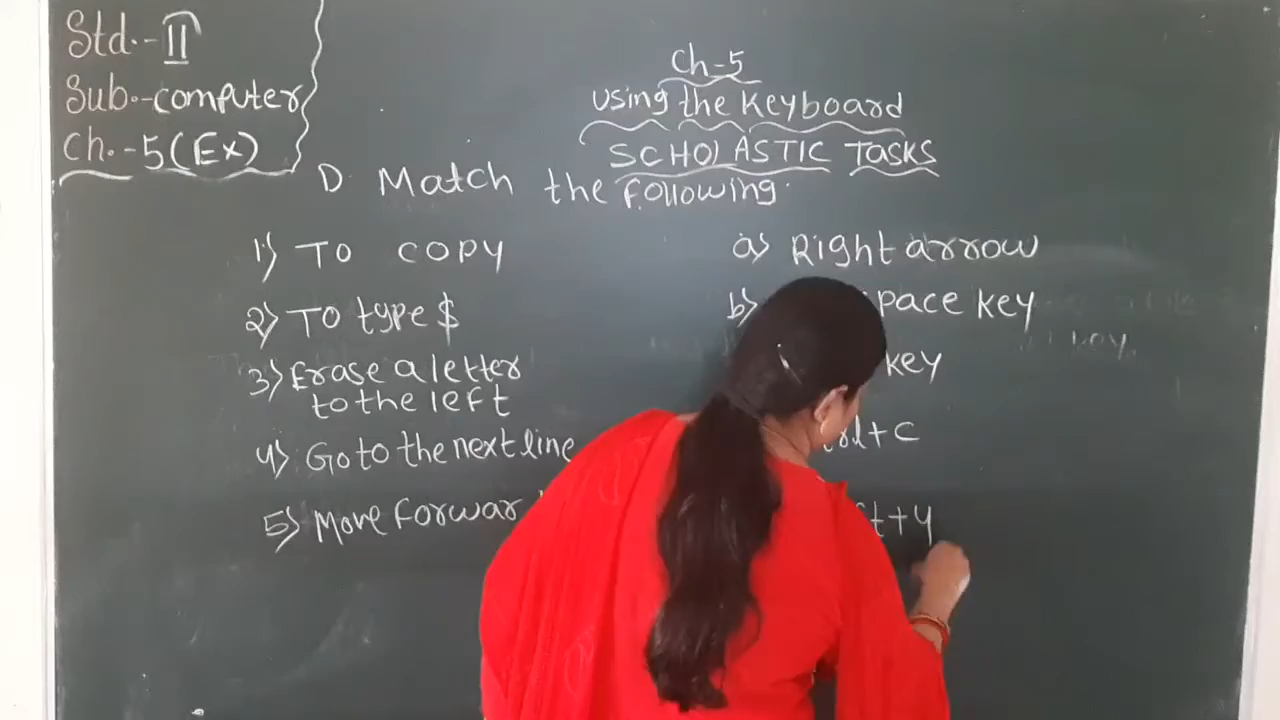 Std.-II
Sub.-computer
Ch.-5(Ex)
Ch-5
using the Keyboard
SCHOLASTIC TASKS
D Match the following:
1) TO COPY
2) TO type $
3) Erase a letter
to the left
4) Go to the next line
5) Move Forwar
a) Right arrow
b) pace key
key
+ C
+ 4